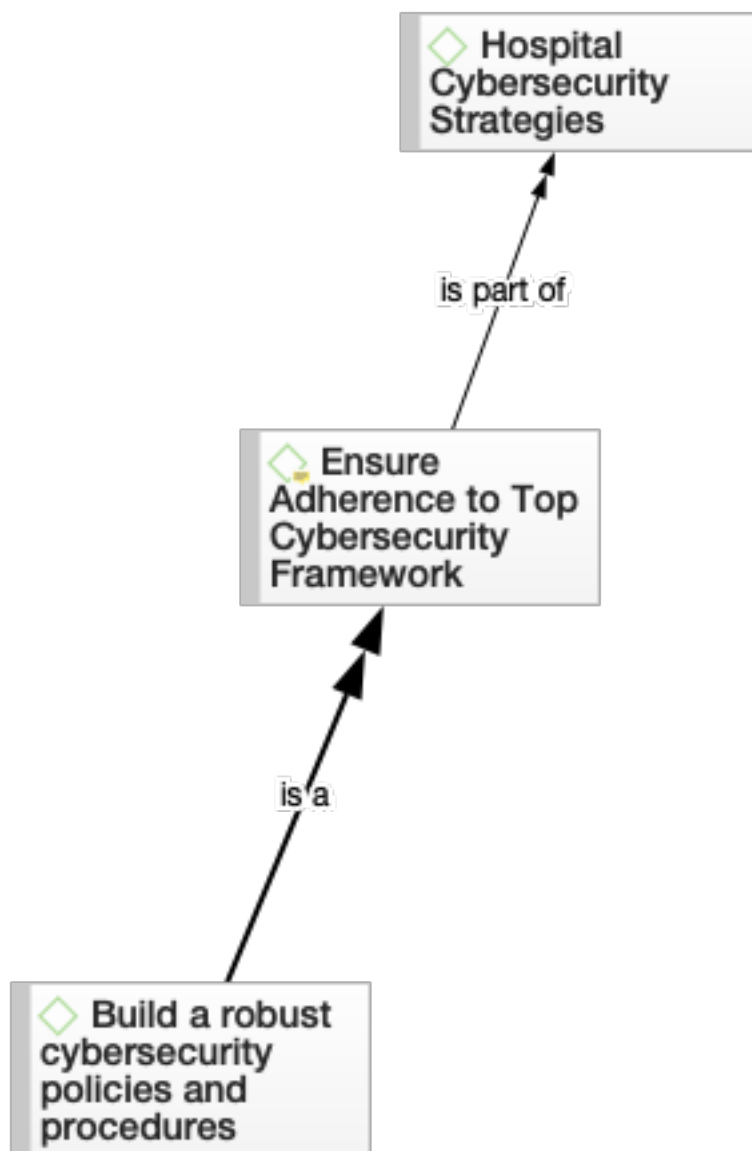 Hospital
Cybersecurity
Strategies
is part of
Ensure
Adherence to Top
Cybersecurity
Framework
is a
Build a robust
cybersecurity
policies and
procedures